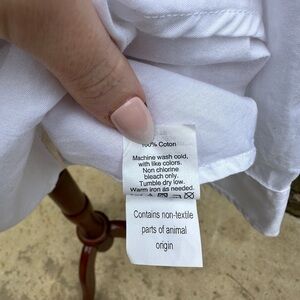 100% Coton
Machine wash cold,
with like colors.
Non chlorine
bleach only.
Tumble dry low.
Warm iron as needed.
Contains non-textile
parts of animal
origin